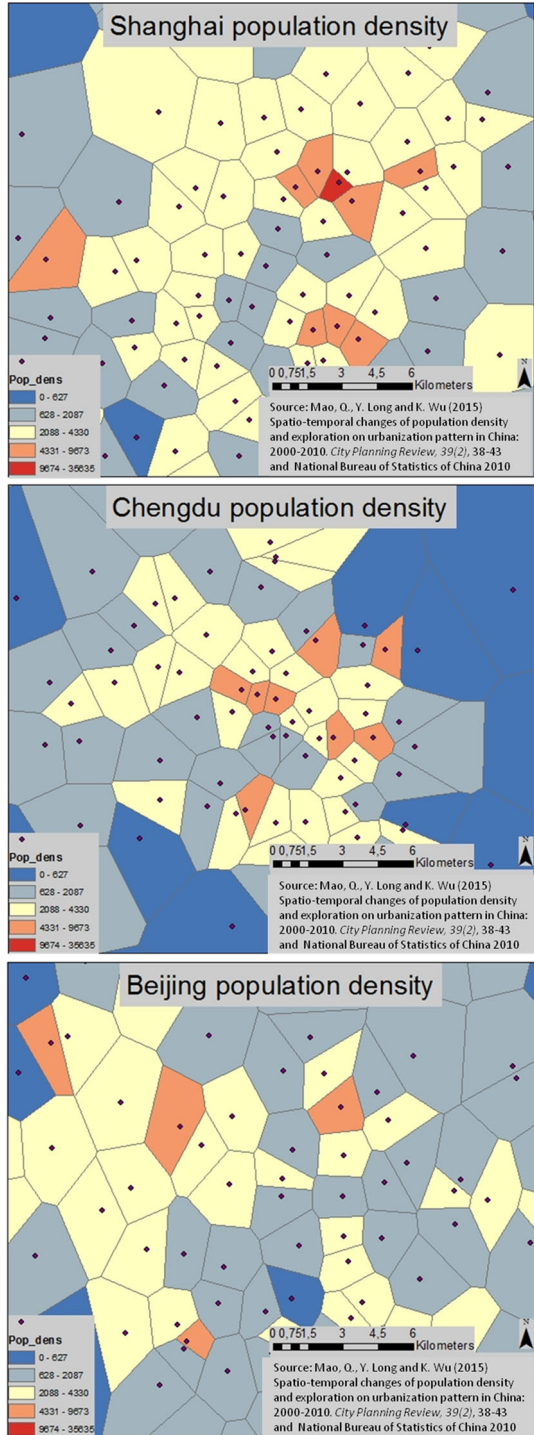 Shanghai population density
Pop_dens
0 - 627
628 - 2087
2088 - 4330
4331 - 9673
9674 - 35635
0 0,751,5 3 4,5 6
Kilometers
N
Source: Mao, Q., Y. Long and K. Wu (2015)
Spatio-temporal changes of population density
and exploration on urbanization pattern in China:
2000-2010. City Planning Review, 39(2), 38-43
and National Bureau of Statistics of China 2010
Chengdu population density
Pop_dens
0 - 627
628 - 2087
2088 - 4330
4331 - 9673
9674 - 35635
0 0,751,5 3 4,5 6
Kilometers
N
Source: Mao, Q., Y. Long and K. Wu (2015)
Spatio-temporal changes of population density
and exploration on urbanization pattern in China:
2000-2010. City Planning Review, 39(2), 38-43
and National Bureau of Statistics of China 2010
Beijing population density
Pop_dens
0 - 627
628 - 2087
2088 - 4330
4331 - 9673
9674 - 35635
0 0,751,5 3 4,5 6
Kilometers
N
Source: Mao, Q., Y. Long and K. Wu (2015)
Spatio-temporal changes of population density
and exploration on urbanization pattern in China:
2000-2010. City Planning Review, 39(2), 38-43
and National Bureau of Statistics of China 2010